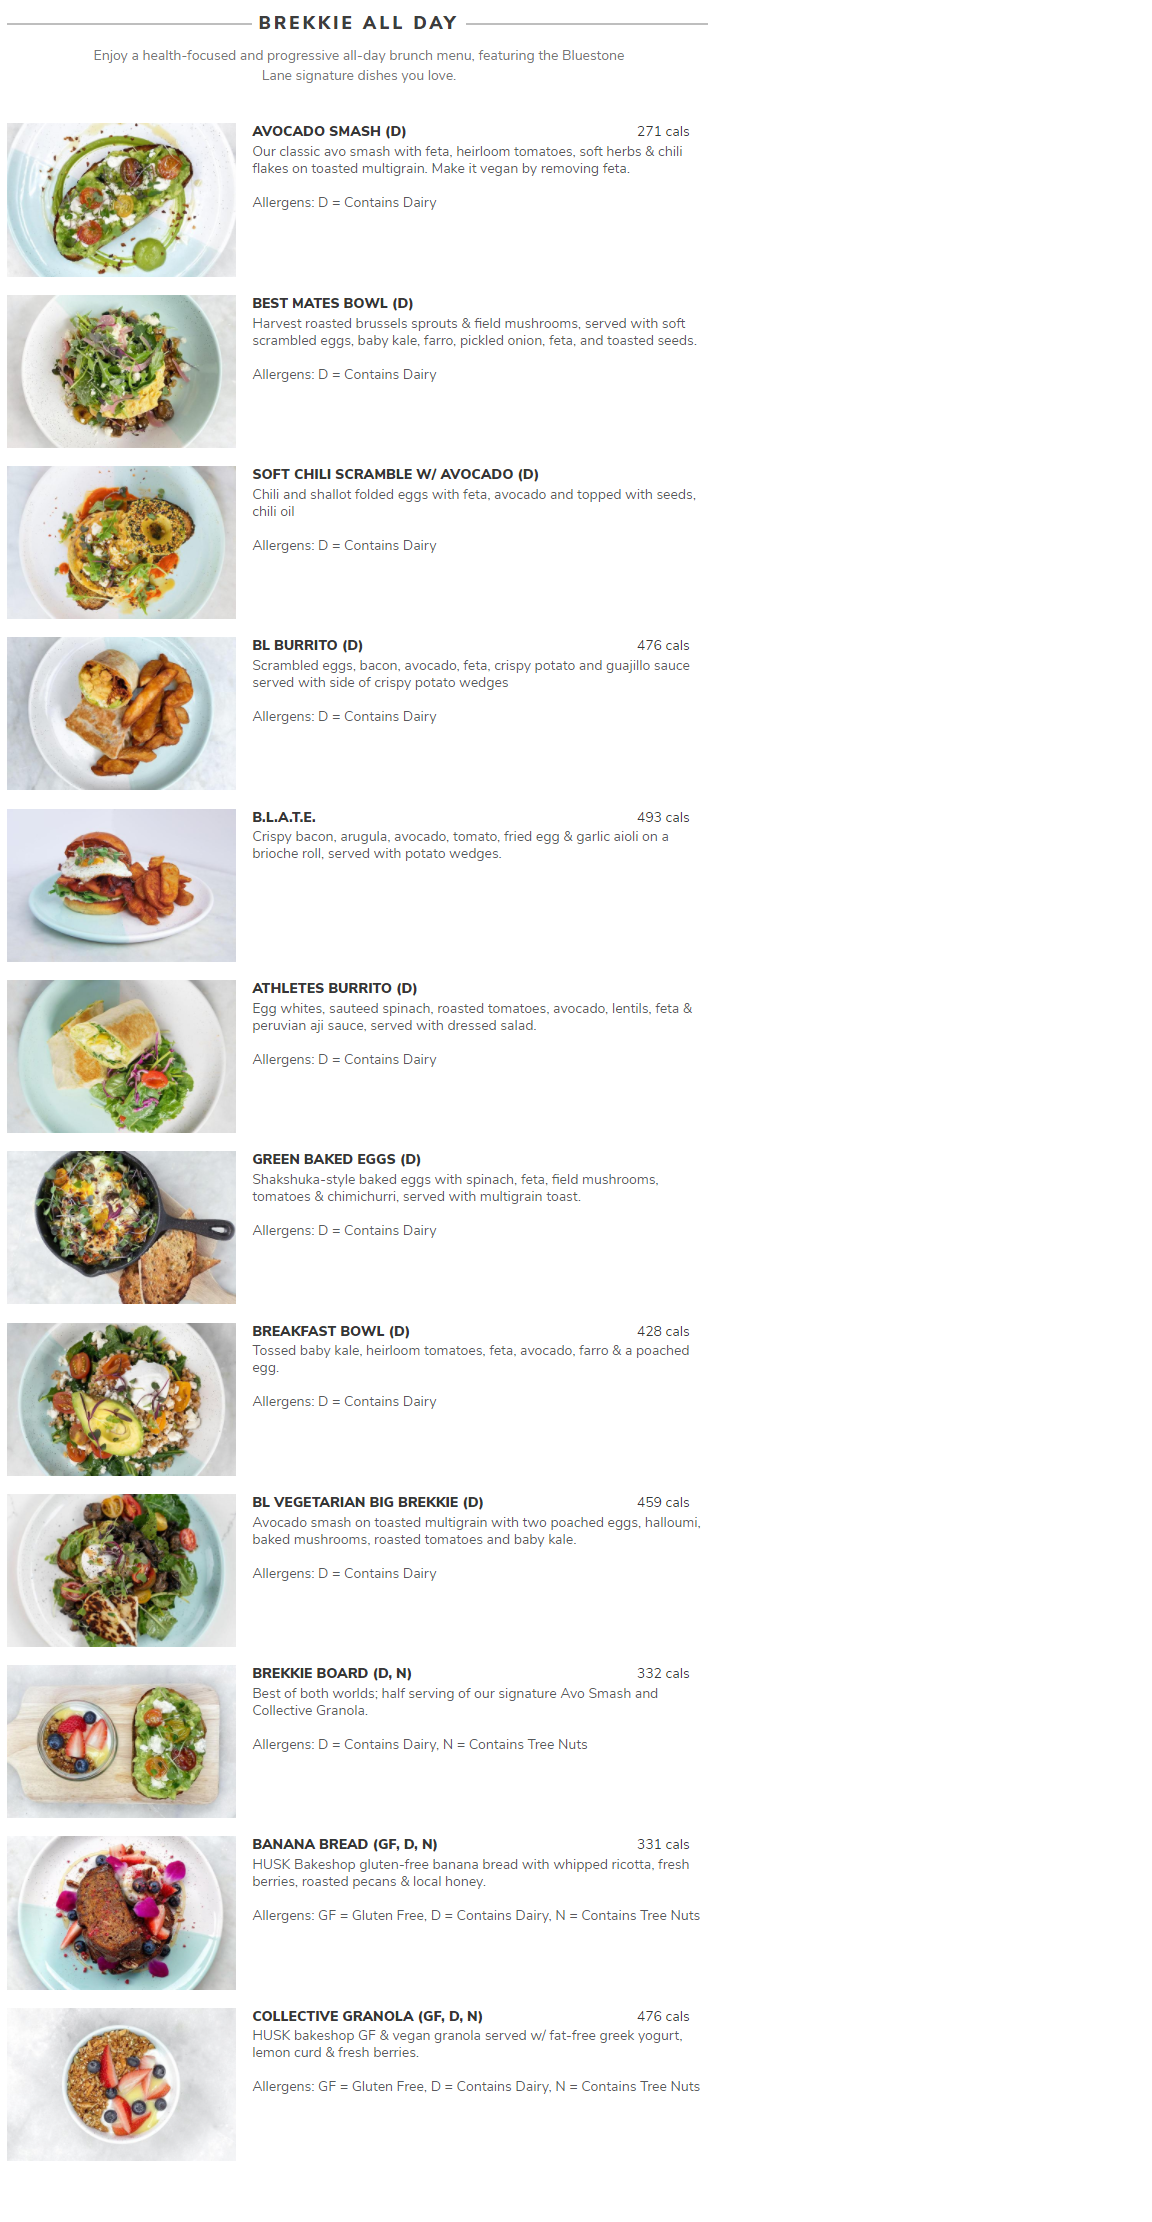 BREKKIE ALL DAY
Enjoy a health-focused and progressive all-day brunch menu, featuring the Bluestone
Lane signature dishes you love.
AVOCADO SMASH (D) 271 cals
Our classic avo smash with feta, heirloom tomatoes, soft herbs & chili
flakes on toasted multigrain. Make it vegan by removing feta.
Allergens: D = Contains Dairy
BEST MATES BOWL (D)
Harvest roasted brussels sprouts & field mushrooms, served with soft
scrambled eggs, baby kale, farro, pickled onion, feta, and toasted seeds.
Allergens: D = Contains Dairy
SOFT CHILI SCRAMBLE W/ AVOCADO (D)
Chili and shallot folded eggs with feta, avocado and topped with seeds,
chili oil
Allergens: D = Contains Dairy
BL BURRITO (D) 476 cals
Scrambled eggs, bacon, avocado, feta, crispy potato and guajillo sauce
served with side of crispy potato wedges
Allergens: D = Contains Dairy
B.L.A.T.E. 493 cals
Crispy bacon, arugula, avocado, tomato, fried egg & garlic aioli on a
brioche roll, served with potato wedges.
ATHLETES BURRITO (D)
Egg whites, sauteed spinach, roasted tomatoes, avocado, lentils, feta &
peruvian aji sauce, served with dressed salad.
Allergens: D = Contains Dairy
GREEN BAKED EGGS (D)
Shakshuka-style baked eggs with spinach, feta, field mushrooms,
tomatoes & chimichurri, served with multigrain toast.
Allergens: D = Contains Dairy
BREAKFAST BOWL (D) 428 cals
Tossed baby kale, heirloom tomatoes, feta, avocado, farro & a poached
egg.
Allergens: D = Contains Dairy
BL VEGETARIAN BIG BREKKIE (D) 459 cals
Avocado smash on toasted multigrain with two poached eggs, halloumi,
baked mushrooms, roasted tomatoes and baby kale.
Allergens: D = Contains Dairy
BREKKIE BOARD (D, N) 332 cals
Best of both worlds; half serving of our signature Avo Smash and
Collective Granola.
Allergens: D = Contains Dairy, N = Contains Tree Nuts
BANANA BREAD (GF, D, N) 331 cals
HUSK Bakeshop gluten-free banana bread with whipped ricotta, fresh
berries, roasted pecans & local honey.
Allergens: GF = Gluten Free, D = Contains Dairy, N = Contains Tree Nuts
COLLECTIVE GRANOLA (GF, D, N) 476 cals
HUSK bakeshop GF & vegan granola served w/ fat-free greek yogurt,
lemon curd & fresh berries.
Allergens: GF = Gluten Free, D = Contains Dairy, N = Contains Tree Nuts